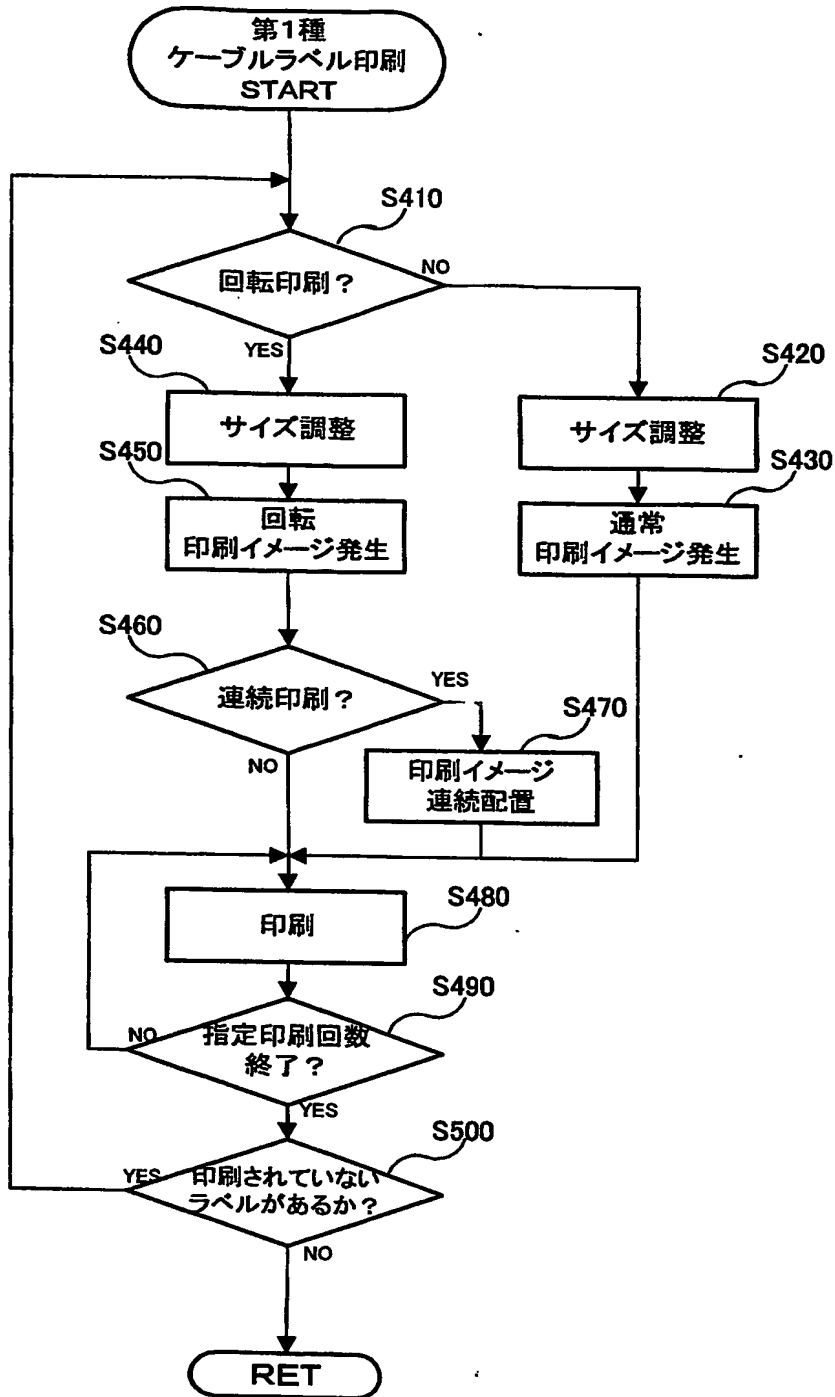 第1種
ケーブルラベル印刷
START
S410
回転印刷?
NO
YES
S440
サイズ調整
S420
サイズ調整
S450
回転
印刷イメージ発生
S430
通常
印刷イメージ発生
S460
連続印刷?
YES
NO
S470
印刷イメージ
連続配置
S480
印刷
S490
指定印刷回数
終了?
NO
YES
S500
印刷されていない
ラベルがあるか?
YES
NO
RET